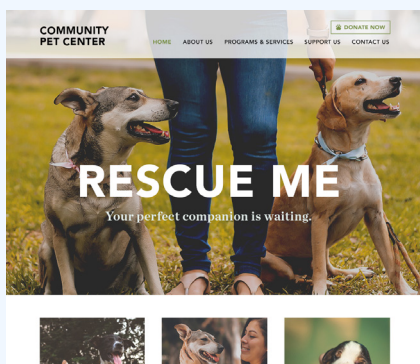 COMMUNITY
PET CENTER
DONATE NOW
HOME ABOUT US PROGRAMS & SERVICES SUPPORT US CONTACT US
RESCUE ME
Your perfect companion is waiting.